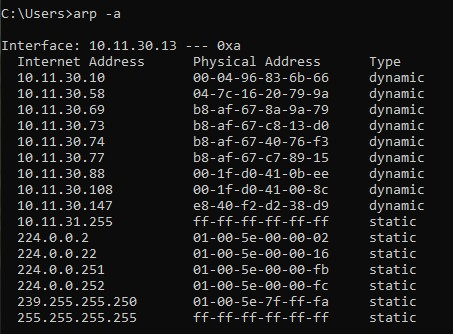 C:\Users>arp -a
Interface: 10.11.30.13 --- 0xa
Internet Address Physical Address Type
10.11.30.10 00-04-96-83-6b-66 dynamic
10.11.30.58 04-7c-16-20-79-9a dynamic
10.11.30.69 b8-af-67-8a-9a-79 dynamic
10.11.30.73 b8-af-67-c8-13-d0 dynamic
10.11.30.74 b8-af-67-40-76-f3 dynamic
10.11.30.77 b8-af-67-c7-89-15 dynamic
10.11.30.88 00-1f-d0-41-0b-ee dynamic
10.11.30.108 00-1f-d0-41-00-8c dynamic
10.11.30.147 e8-40-f2-d2-38-d9 dynamic
10.11.31.255 ff-ff-ff-ff-ff-ff static
224.0.0.2 01-00-5e-00-00-02 static
224.0.0.22 01-00-5e-00-00-16 static
224.0.0.251 01-00-5e-00-00-fb static
224.0.0.252 01-00-5e-00-00-fc static
239.255.255.250 01-00-5e-7f-ff-fa static
255.255.255.255 ff-ff-ff-ff-ff-ff static